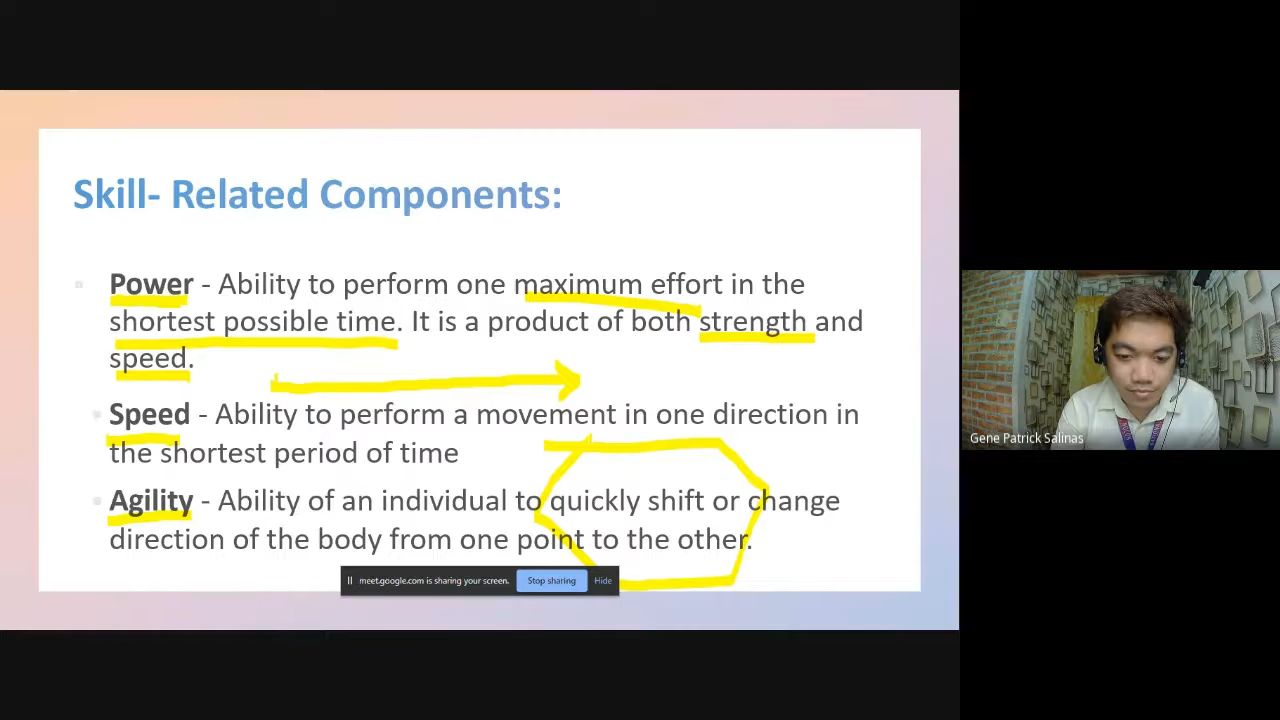 Skill- Related Components:
Power - Ability to perform one maximum effort in the
shortest possible time. It is a product of both strength and
speed.
Speed - Ability to perform a movement in one direction in
the shortest period of time
Agility - Ability of an individual to quickly shift or change
direction of the body from one point to the other.
meet.google.com is sharing your screen. Stop sharing Hide
Gene Patrick Salinas